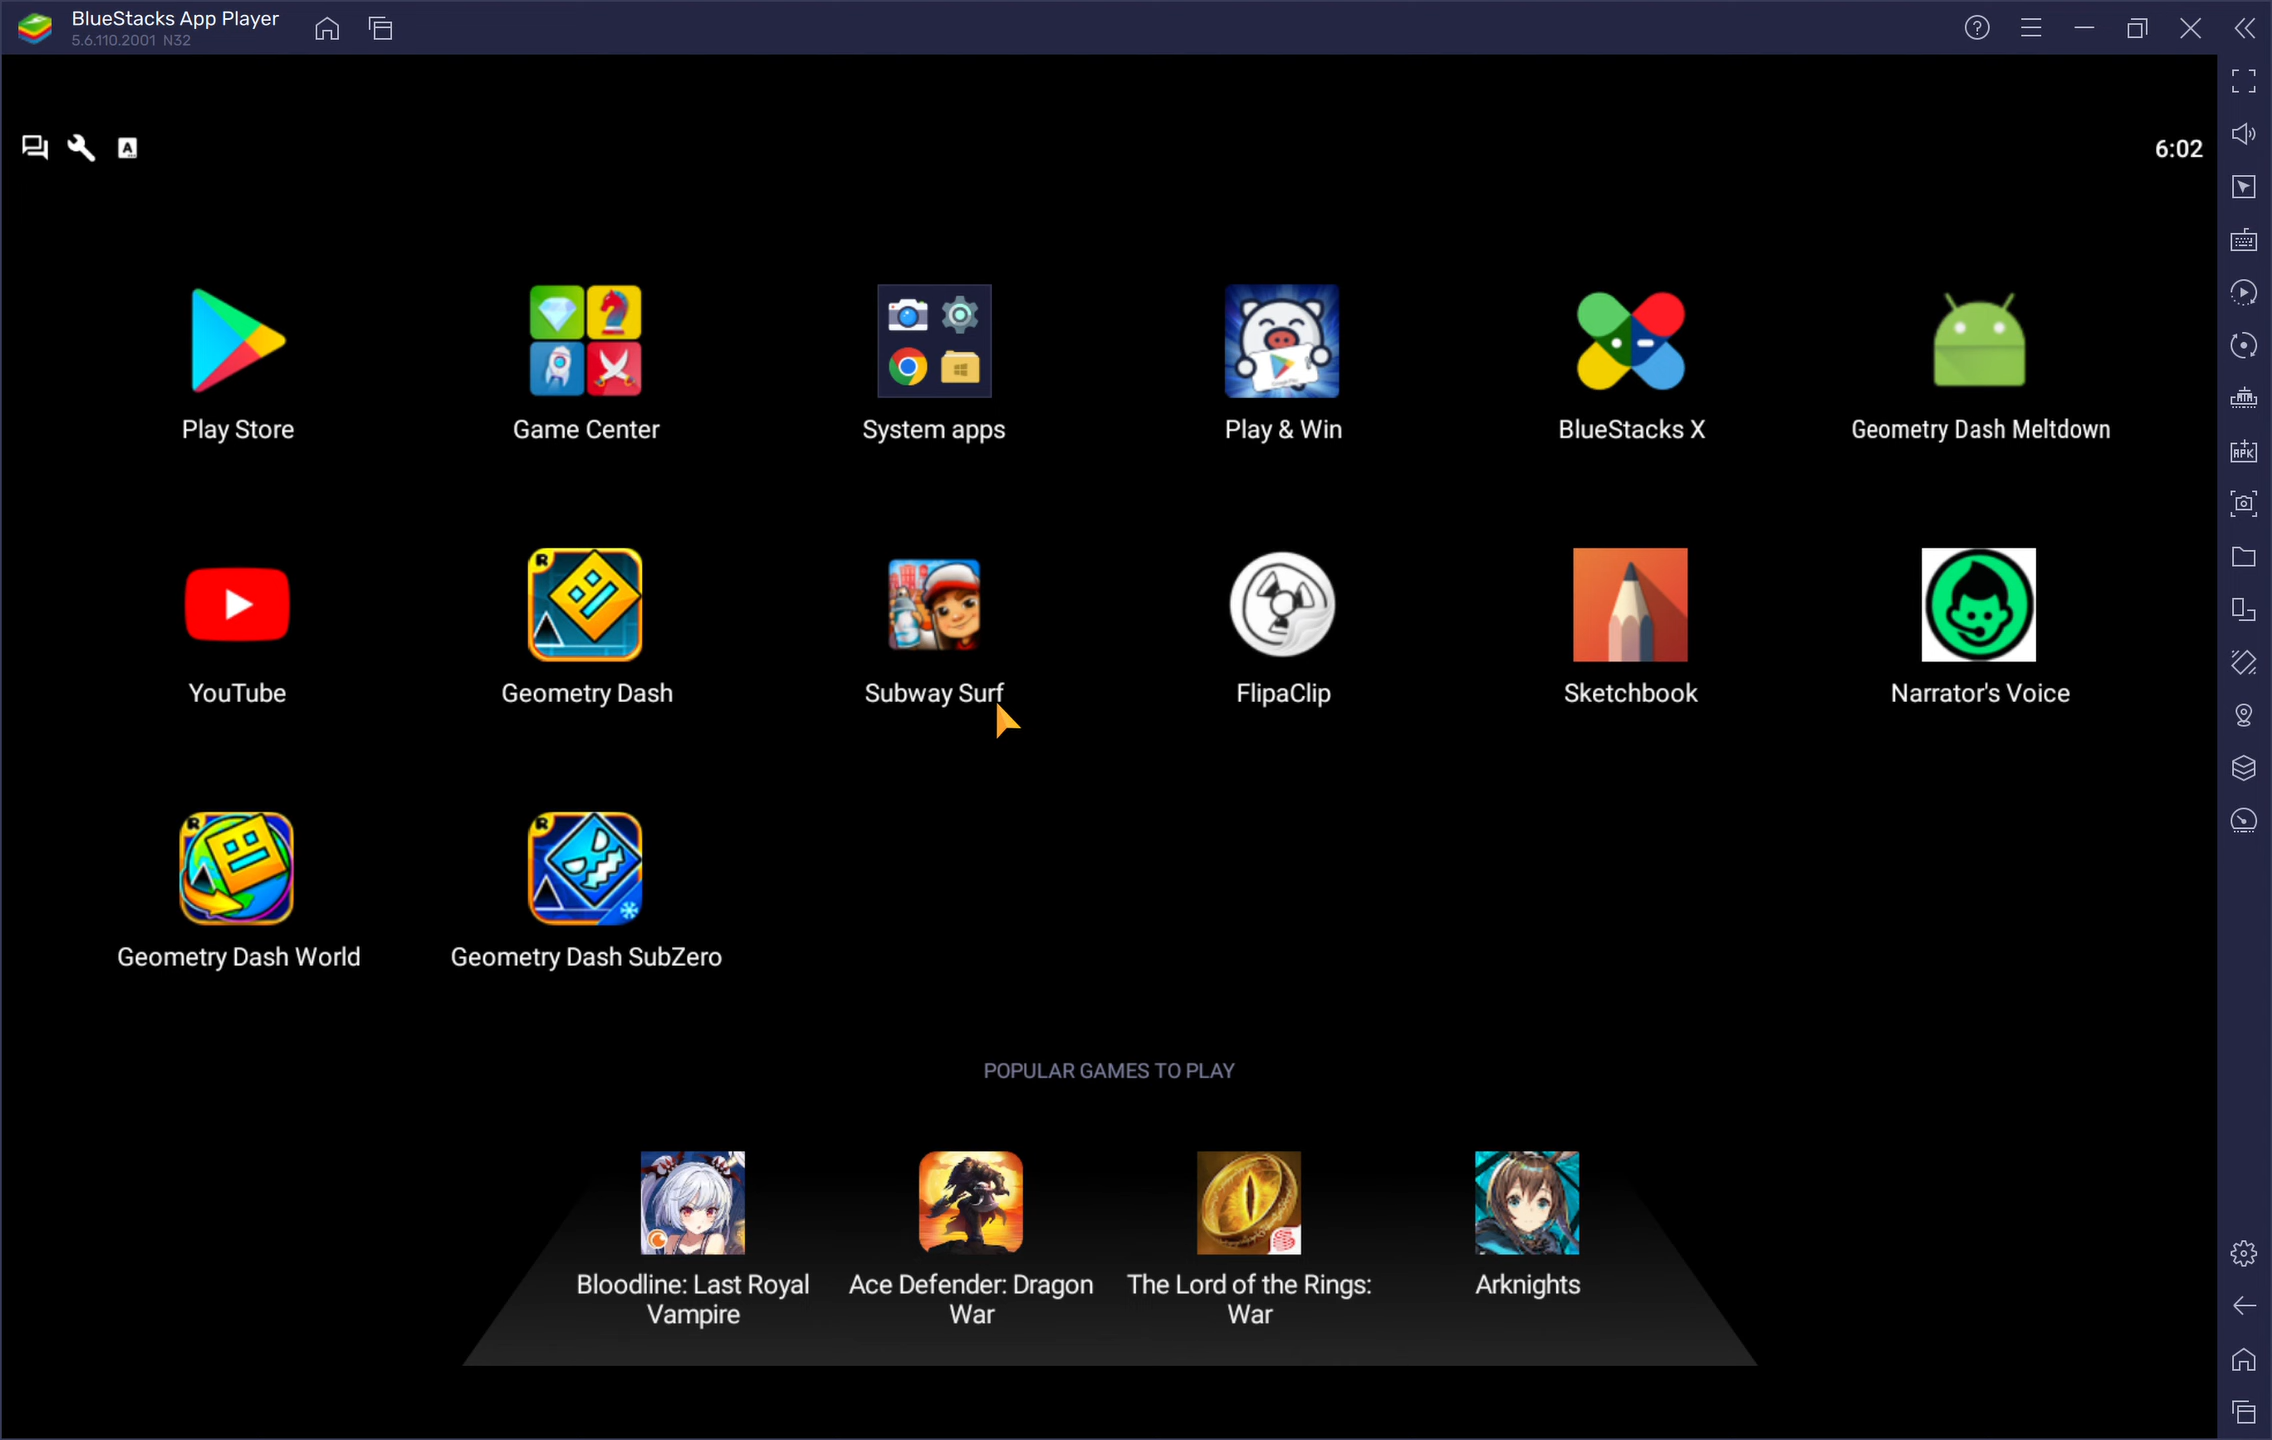 BlueStacks App Player
5.6.110.2001 N32
6:02
Play Store
Game Center
System apps
Play & Win
BlueStacks X
Geometry Dash Meltdown
YouTube
Geometry Dash
Subway Surf
FlipaClip
Sketchbook
Narrator's Voice
Geometry Dash World
Geometry Dash SubZero
POPULAR GAMES TO PLAY
Bloodline: Last Royal
Vampire
Ace Defender: Dragon
War
The Lord of the Rings:
War
Arknights